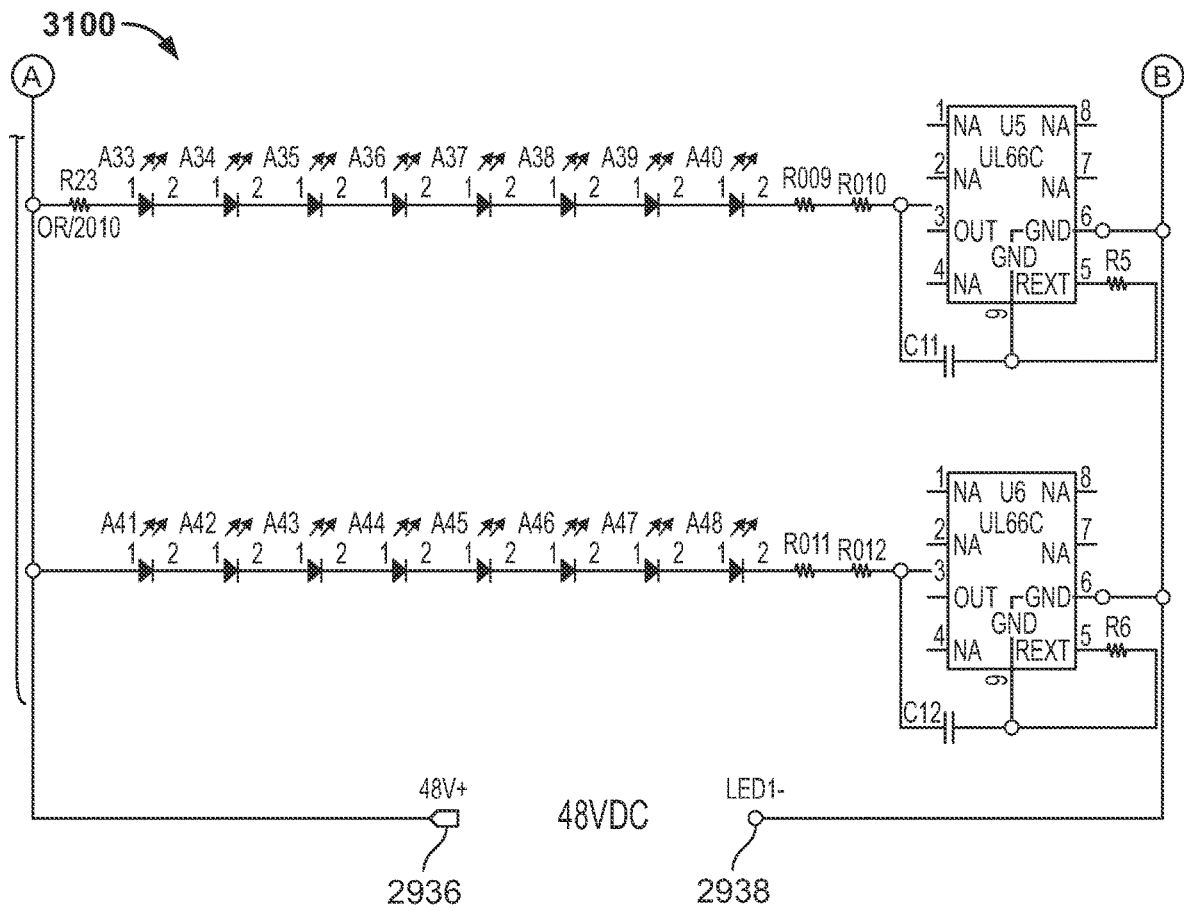 3100
A
B
1 NA U5 NA 8
A33 A34 A35 A36 A37 A38 A39 A40
UL66C
R23 1 2 1 2 1 2 1 2 1 2 1 2 1 2 1 2 R009 R010
2 NA NA 7
OR/2010
3 OUT GND 6
GND
4 NA REXT 5 R5
9
C11
1 NA U6 NA 8
A41 A42 A43 A44 A45 A46 A47 A48
UL66C
1 2 1 2 1 2 1 2 1 2 1 2 1 2 1 2 R011 R012
2 NA NA 7
3 OUT GND 6
GND
4 NA REXT 5 R6
9
C12
48V+ 48VDC LED1-
2936 2938